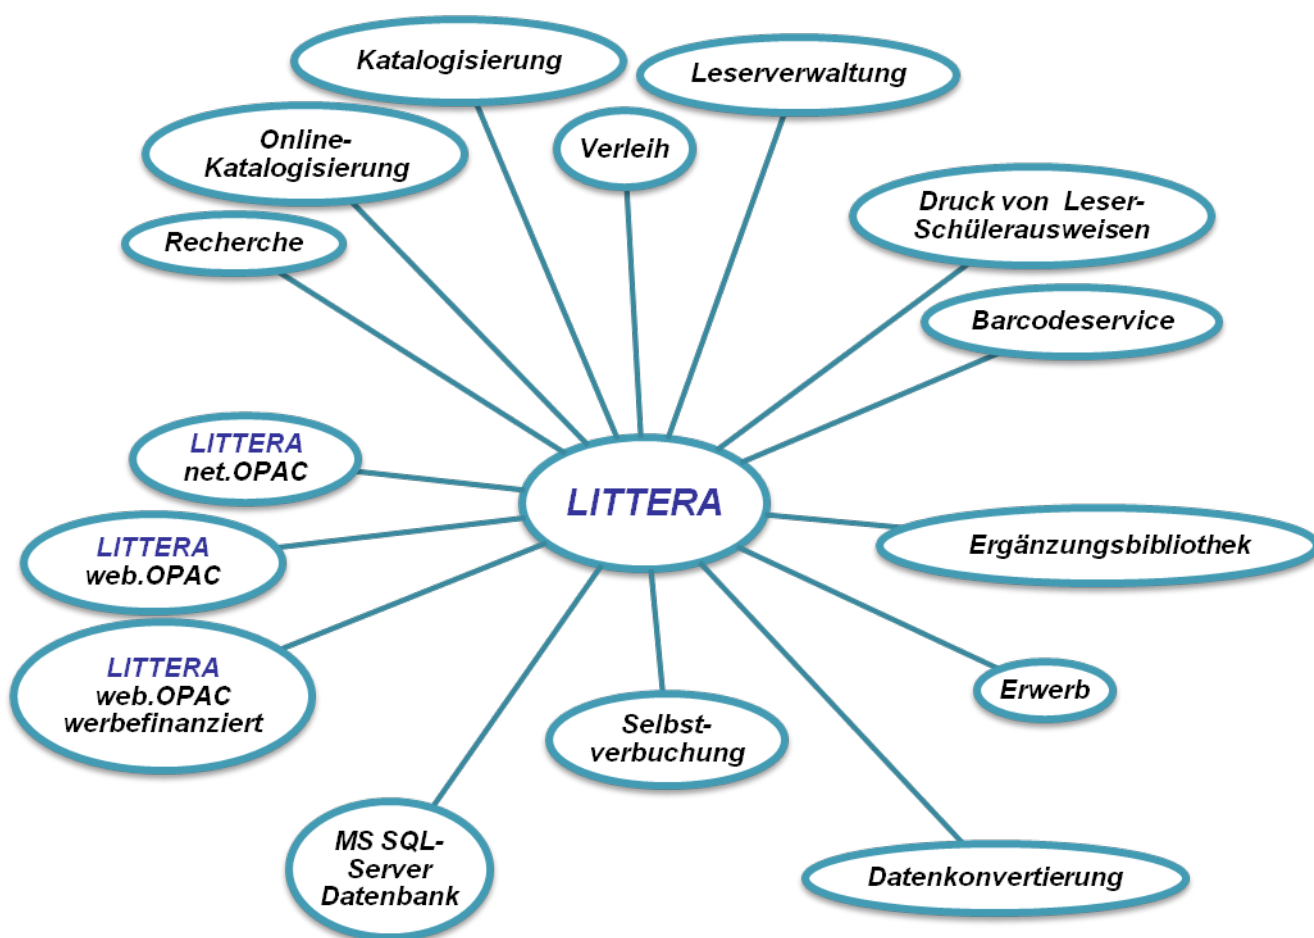 Katalogisierung
Leserverwaltung
Online-
Katalogisierung
Verleih
Druck von Leser-
Schülerausweisen
Recherche
Barcodeservice
LITTERA
net.OPAC
LITTERA
LITTERA
web.OPAC
Ergänzungsbibliothek
LITTERA
web.OPAC
werbefinanziert
Erwerb
Selbst-
verbuchung
MS SQL-
Server
Datenbank
Datenkonvertierung